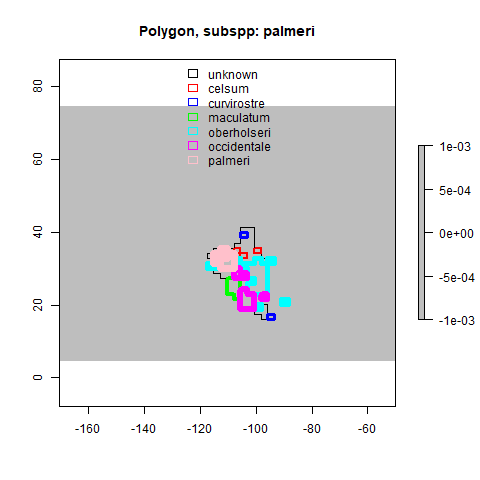 Polygon, subspp: palmeri
unknown
celsum
curvirostre
maculatum
oberholseri
occidentale
palmeri
80
60
40
20
0
-160
-140
-120
-100
-80
-60
1e-03
5e-04
0e+00
-5e-04
-1e-03